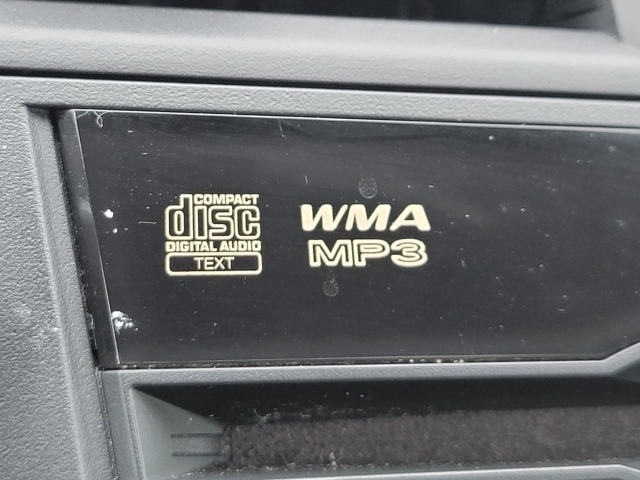 COMPACT
disc
DIGITAL AUDIO
TEXT
WMA
MP3